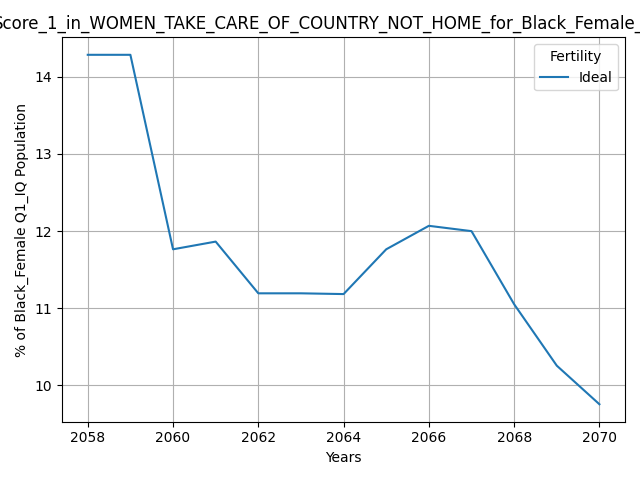 Score_1_in_WOMEN_TAKE_CARE_OF_COUNTRY_NOT_HOME_for_Black_Female_
Fertility
Ideal
% of Black_Female Q1_IQ Population
14
13
12
11
10
2058 2060 2062 2064 2066 2068 2070
Years